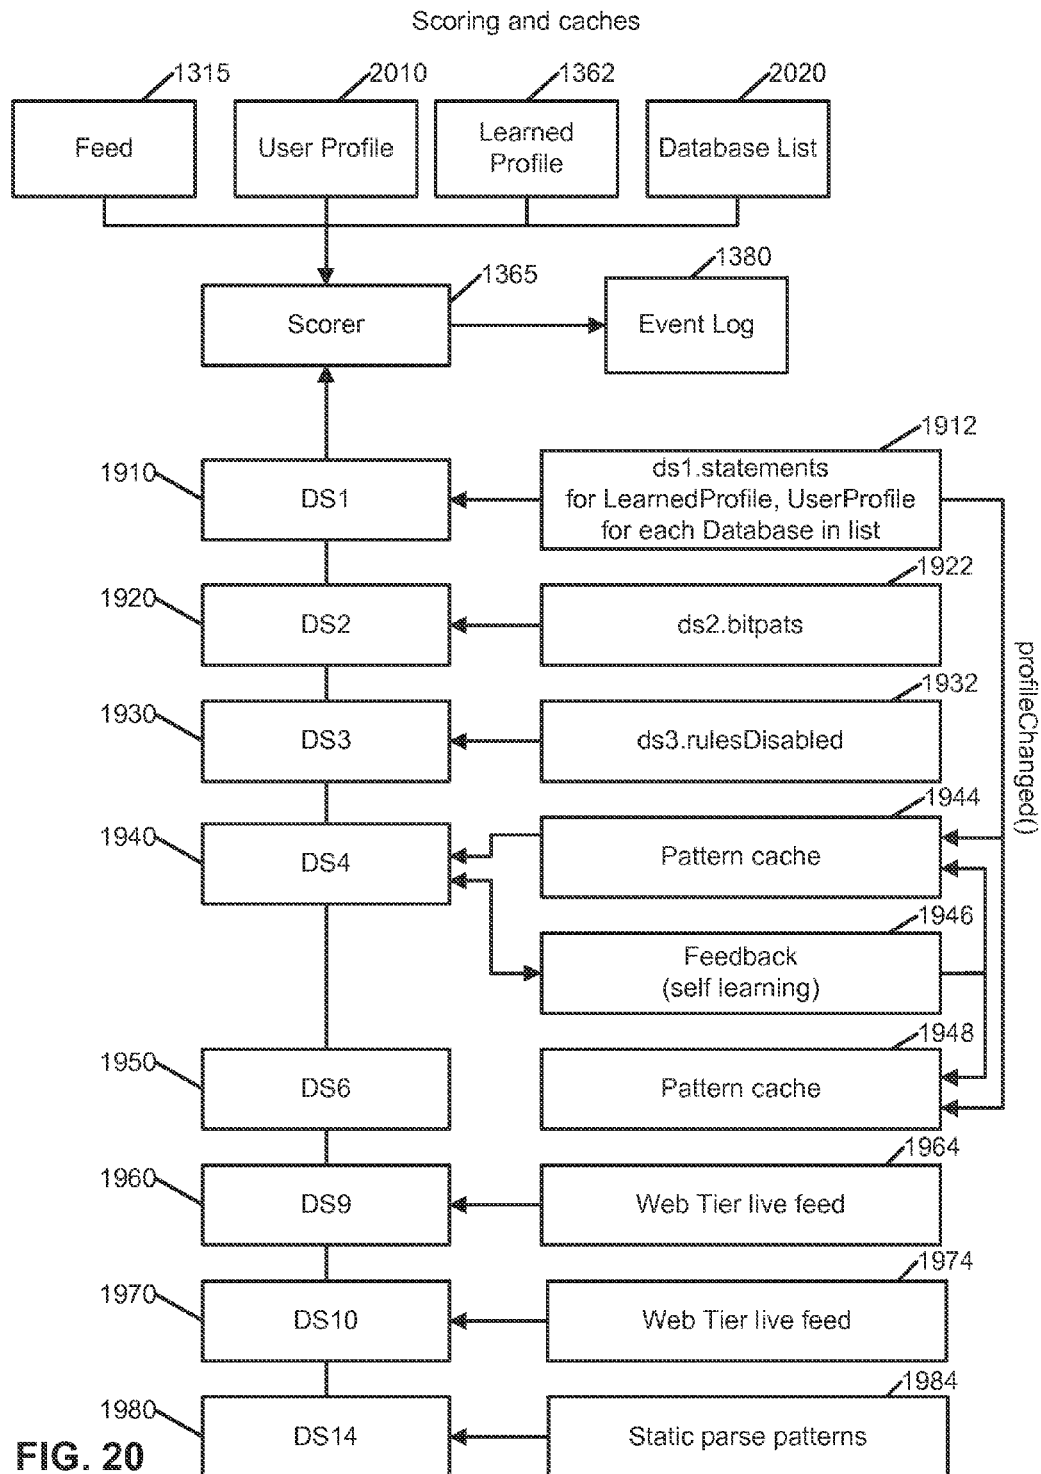 Scoring and caches
1315
2010
1362
2020
Feed
User Profile
Learned
Profile
Database List
1365
1380
Scorer
Event Log
1910
DS1
1912
ds1.statements
for LearnedProfile, UserProfile
for each Database in list
1920
DS2
1922
ds2.bitpats
1930
DS3
1932
ds3.rulesDisabled
profileChanged()
1940
DS4
1944
Pattern cache
1946
Feedback
(self learning)
1950
DS6
1948
Pattern cache
1960
DS9
1964
Web Tier live feed
1970
DS10
1974
Web Tier live feed
1980
DS14
1984
Static parse patterns
FIG. 20